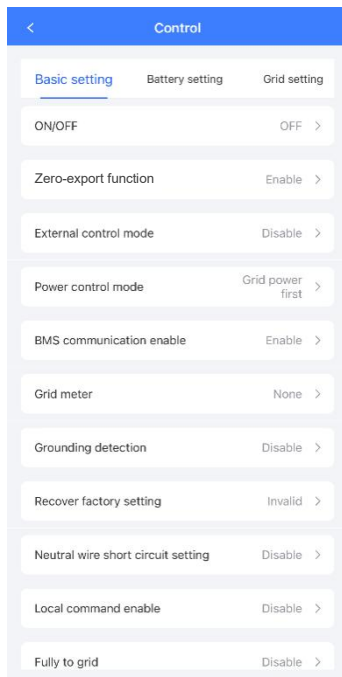 Control
Basic setting Battery setting Grid setting
ON/OFF OFF
Zero-export function Enable
External control mode Disable
Power control mode Grid power
first
BMS communication enable Enable
Grid meter None
Grounding detection Disable
Recover factory setting Invalid
Neutral wire short circuit setting Disable
Local command enable Disable
Fully to grid Disable